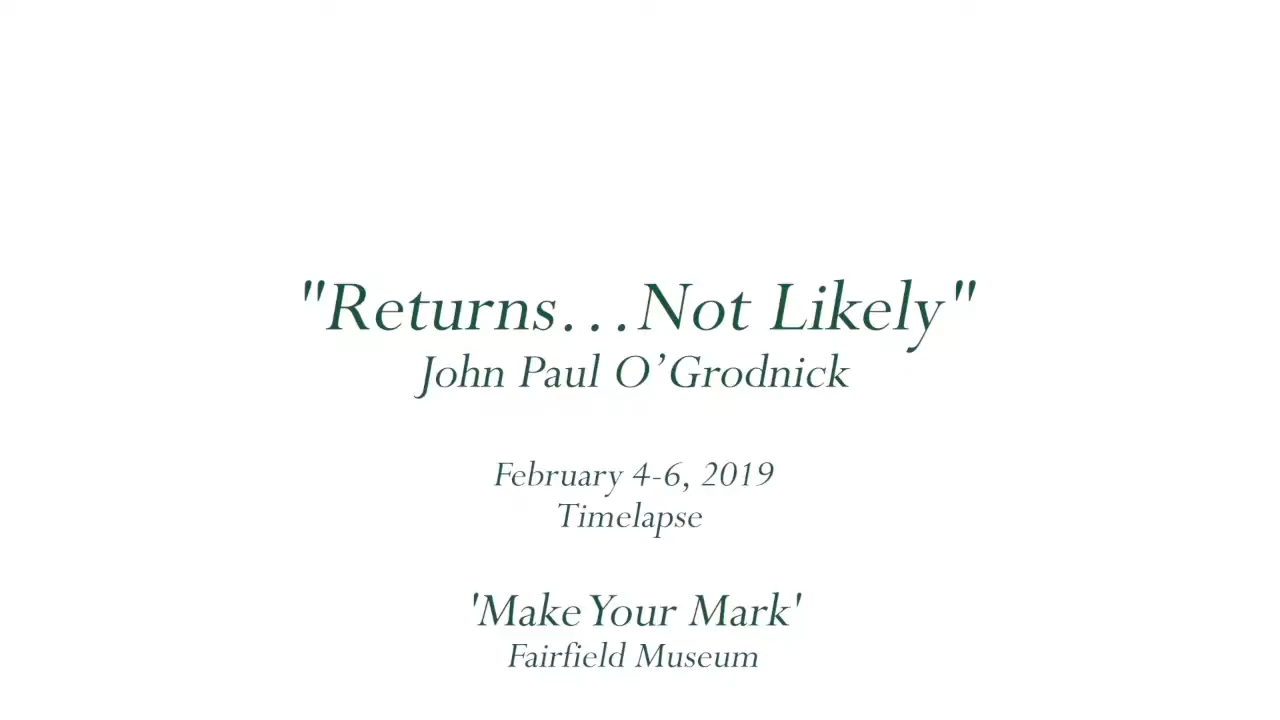 "Returns...Not Likely"
John Paul O’Grodnick
February 4-6, 2019
Timelapse
'Make Your Mark'
Fairfield Museum